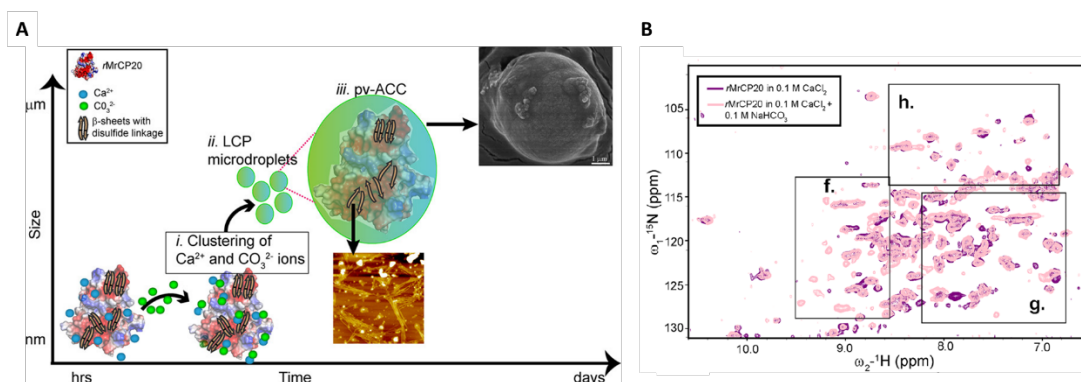 A
rMrCP20
Ca²⁺
C0₃²⁻
β-sheets with
disulfide linkage
μm
Size
nm
ii. LCP
microdroplets
iii. pv-ACC
i. Clustering of
Ca²⁺ and CO₃²⁻ ions
1 μm
hrs
Time
days
B
rMrCP20 in 0.1 M CaCl₂
rMrCP20 in 0.1 M CaCl₂ +
0.1 M NaHCO₃
h.
f.
g.
105
110
115
120
125
130
ω₁-¹⁵N (ppm)
10.0
9.0
8.0
7.0
ω₂-¹H (ppm)